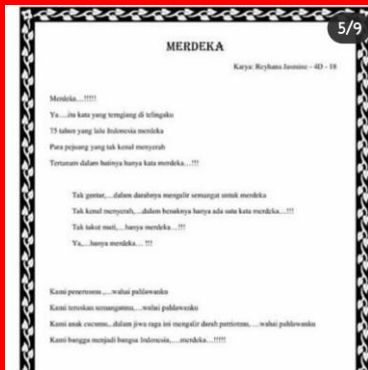 5/9
MERDEKA
Karya: Reyhana Jasmine - 4D - 18
Merdeka…!!!!!
Ya….itu kata yang terngiang di telingaku
75 tahun yang lalu Indonesia merdeka
Para pejuang yang tak kenal menyerah
Tertanam dalam hatinya hanya kata merdeka…!!!
Tak gentar,…dalam darahnya mengalir semangat untuk merdeka
Tak kenal menyerah,…dalam benaknya hanya ada satu kata merdeka…!!!
Tak takut mati,…hanya merdeka…!!!
Ya,…hanya merdeka… !!!
Kami penerusmu ,…wahai pahlawanku
Kami teruskan semangatmu,…wahai pahlawanku
Kami anak cucumu...dalam jiwa raga ini mengalir darah patriotmu, …wahai pahlawanku
Kami bangga menjadi bangsa Indonesia,….merdeka…!!!!!